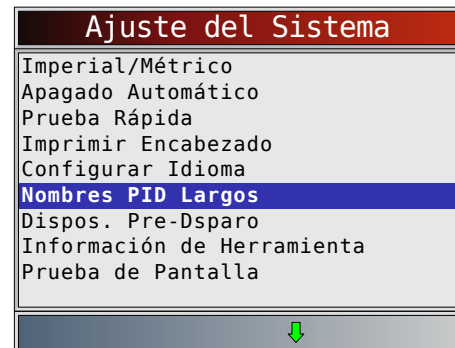 Ajuste del Sistema
Imperial/Métrico
Apagado Automático
Prueba Rápida
Imprimir Encabezado
Configurar Idioma
Nombres PID Largos
Dispos. Pre-Dsparo
Información de Herramienta
Prueba de Pantalla